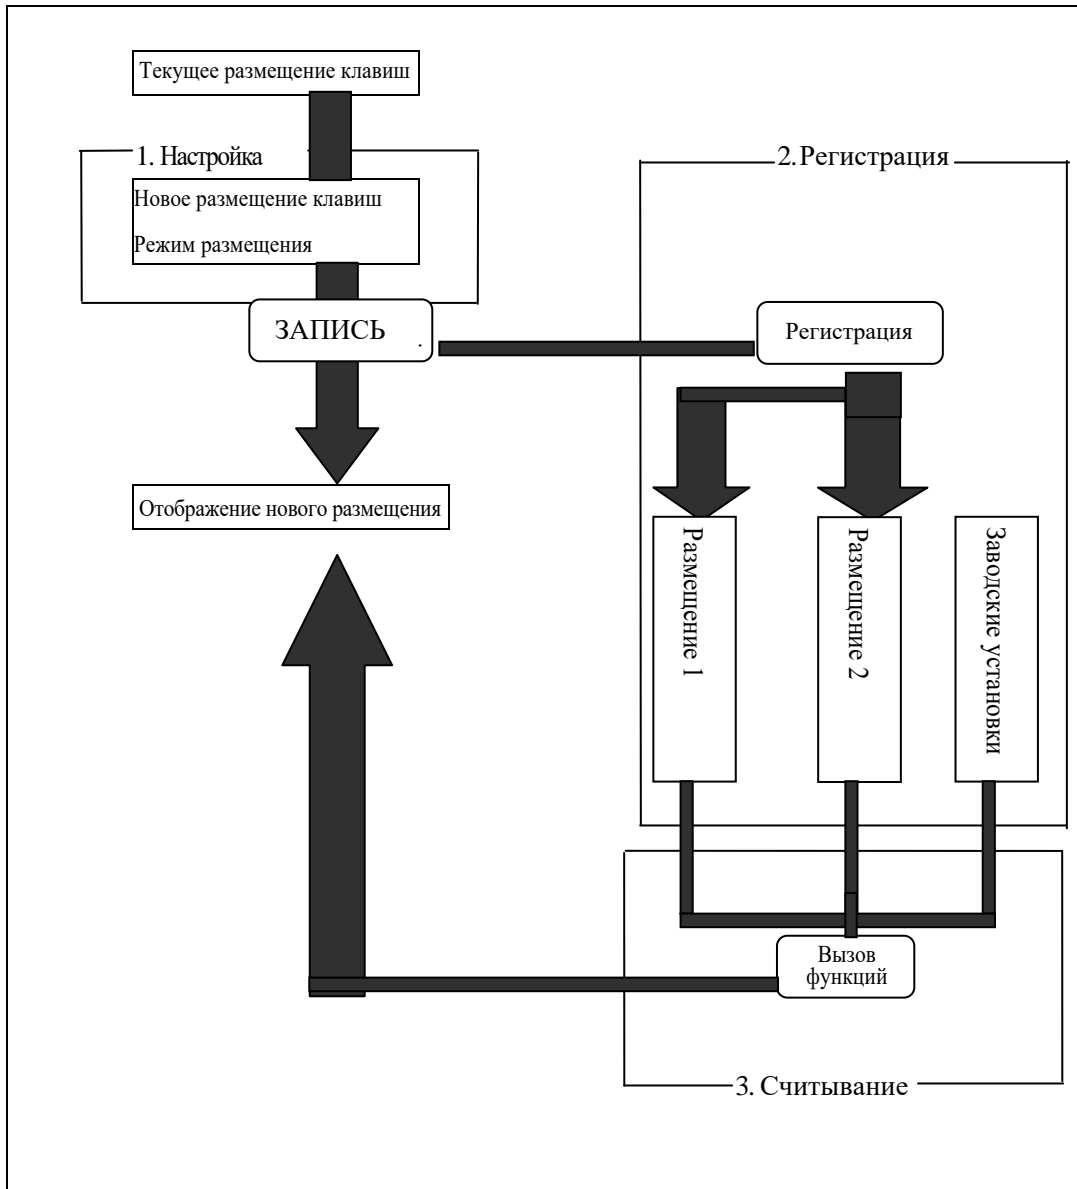 Текущее размещение клавиш
1. Настройка
2. Регистрация
Новое размещение клавиш
Режим размещения
ЗАПИСЬ .
Регистрация
Отображение нового размещения
Размещение 1
Размещение 2
Заводские установки
Вызов
функций
3. Считывание